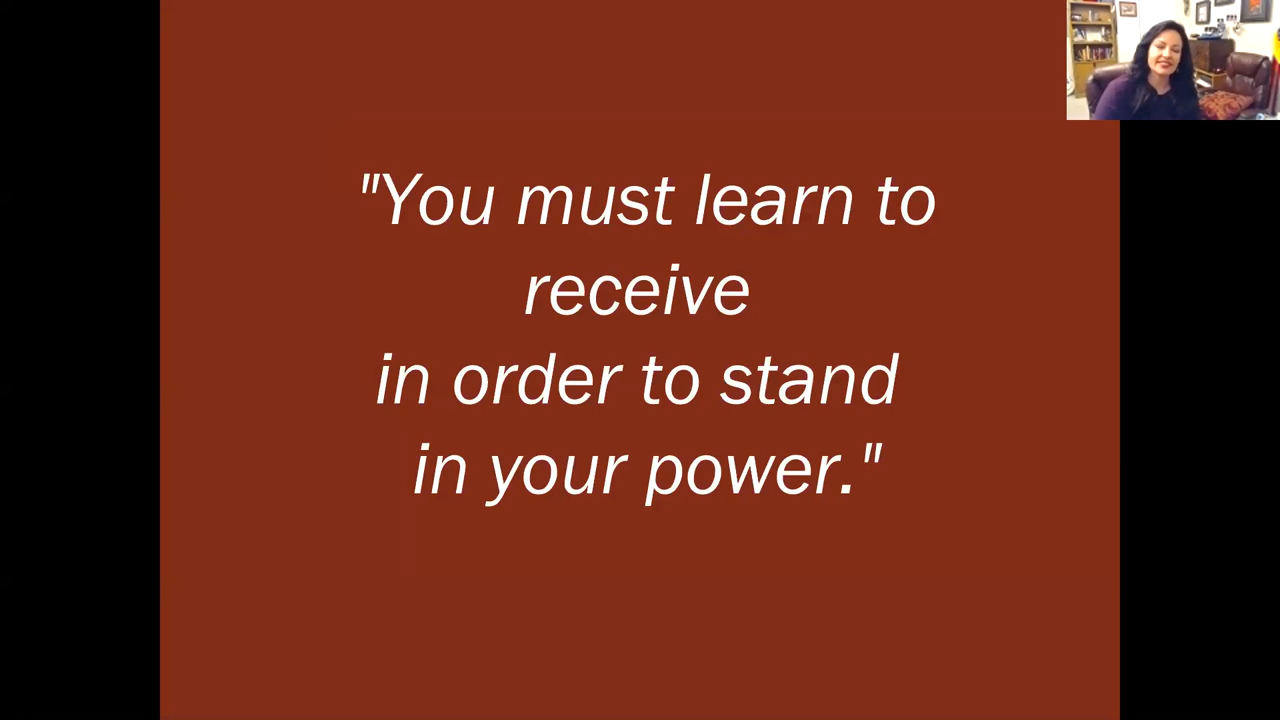 "You must learn to
receive
in order to stand
in your power."